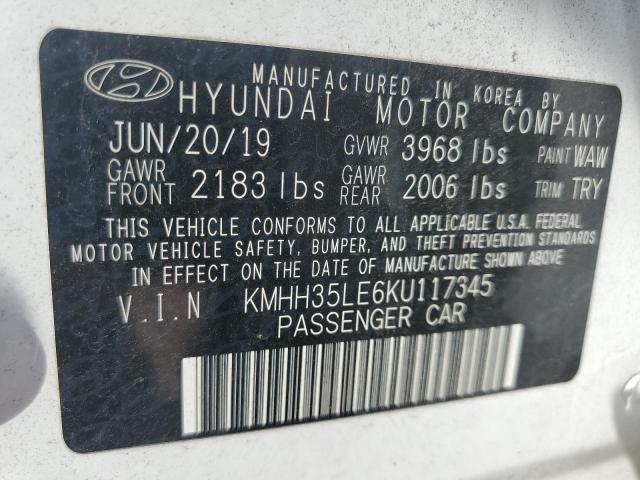 MANUFACTURED IN KOREA BY
HYUNDAI MOTOR COMPANY
JUN/20/19 GVWR 3968 lbs PAINT WAW
GAWR FRONT 2183 lbs GAWR REAR 2006 lbs TRIM TRY
THIS VEHICLE CONFORMS TO ALL APPLICABLE U.S.A. FEDERAL
MOTOR VEHICLE SAFETY, BUMPER, AND THEFT PREVENTION STANDARDS
IN EFFECT ON THE DATE OF MANUFACTURE SHOWN ABOVE.
V.I.N KMHH35LE6KU117345
PASSENGER CAR